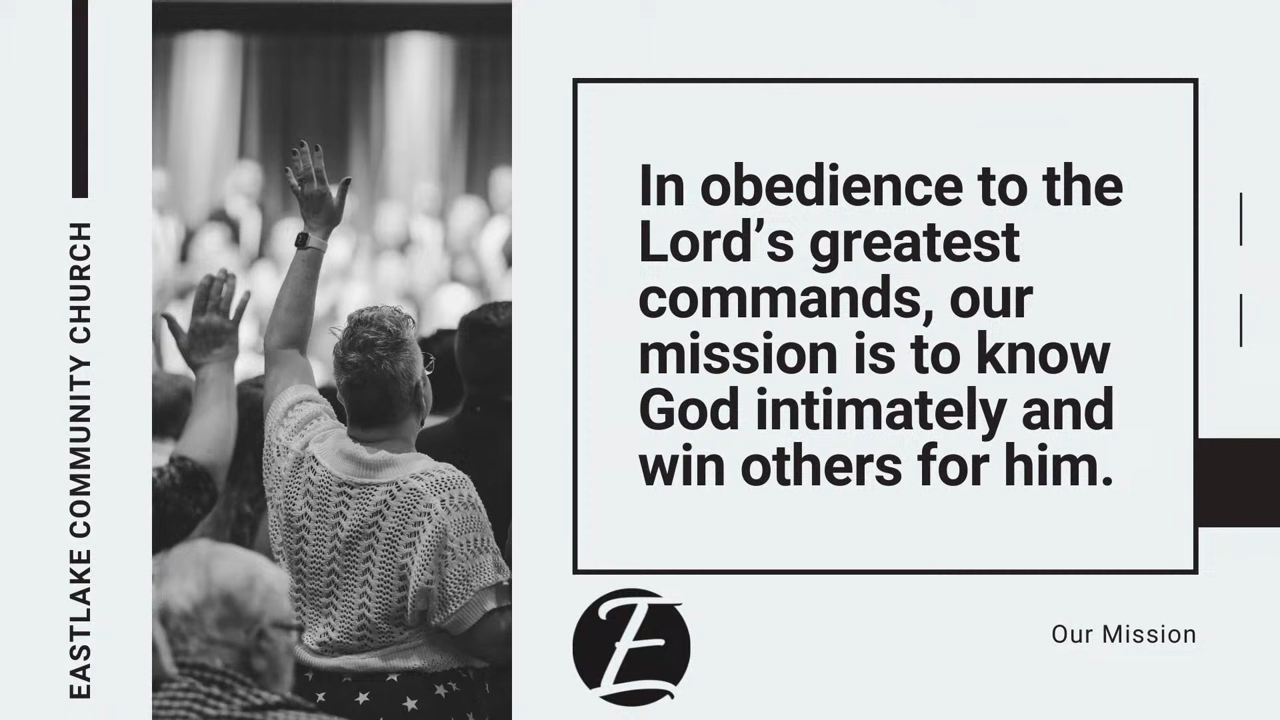 EASTLAKE COMMUNITY CHURCH
In obedience to the
Lord’s greatest
commands, our
mission is to know
God intimately and
win others for him.
E
Our Mission